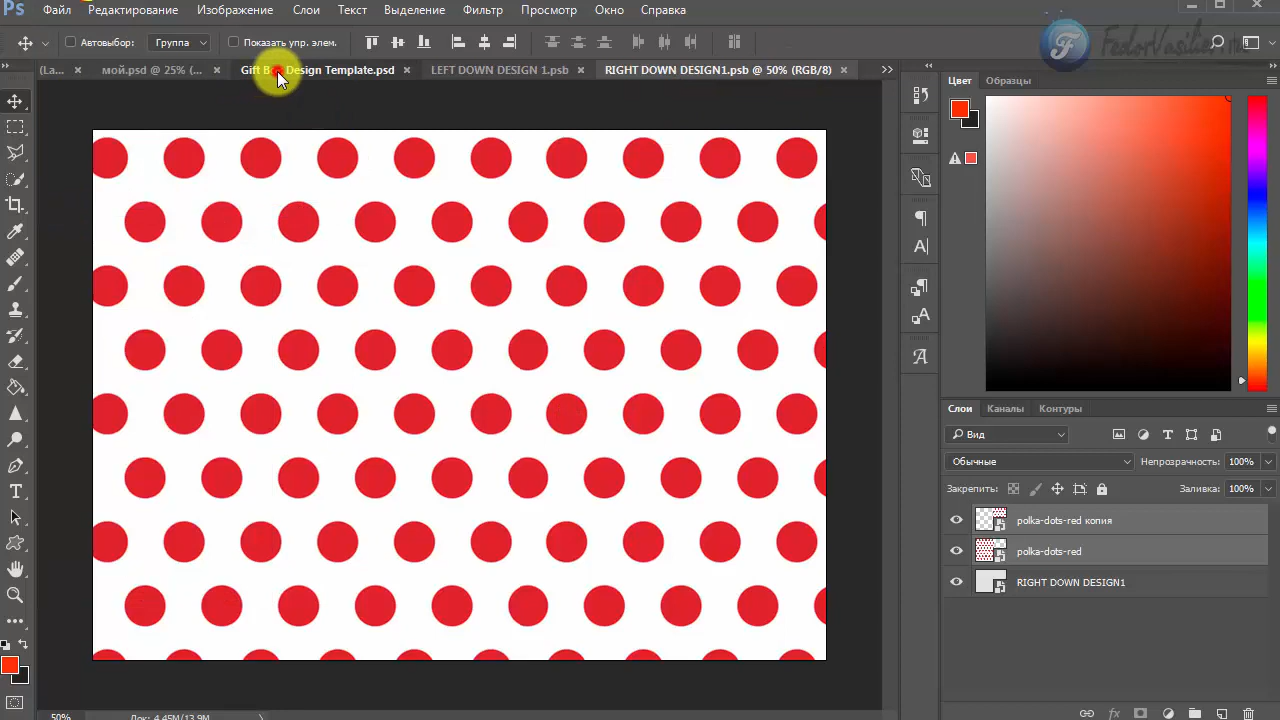 Ps Файл Редактирование Изображение Слои Текст Выделение Фильтр Просмотр Окно Справка
Автовыбор: Группа Показать упр. элем.
FedorVasiliev.ru
(La... мой.psd @ 25% (... Gift B Design Template.psd LEFT DOWN DESIGN 1.psb RIGHT DOWN DESIGN1.psb @ 50% (RGB/8)
Цвет Образцы
Слои Каналы Контуры
Вид
Обычные Непрозрачность: 100%
Закрепить: Заливка: 100%
polka-dots-red копия
polka-dots-red
RIGHT DOWN DESIGN1
50% Док: 4,45M/13,9M